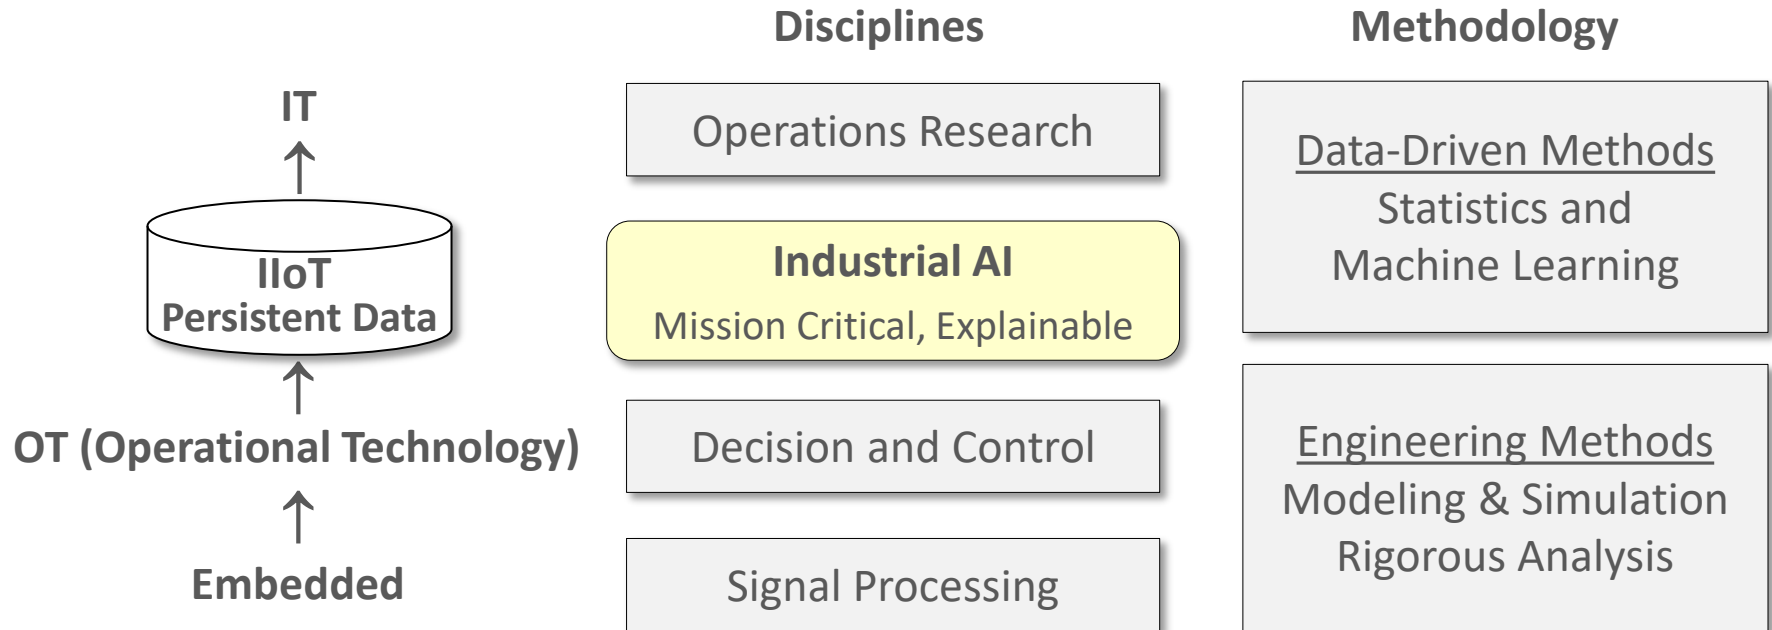 Disciplines
Methodology
IT
IIoT
Persistent Data
OT (Operational Technology)
Embedded
Operations Research
Industrial AI
Mission Critical, Explainable
Decision and Control
Signal Processing
Data-Driven Methods
Statistics and
Machine Learning
Engineering Methods
Modeling & Simulation
Rigorous Analysis